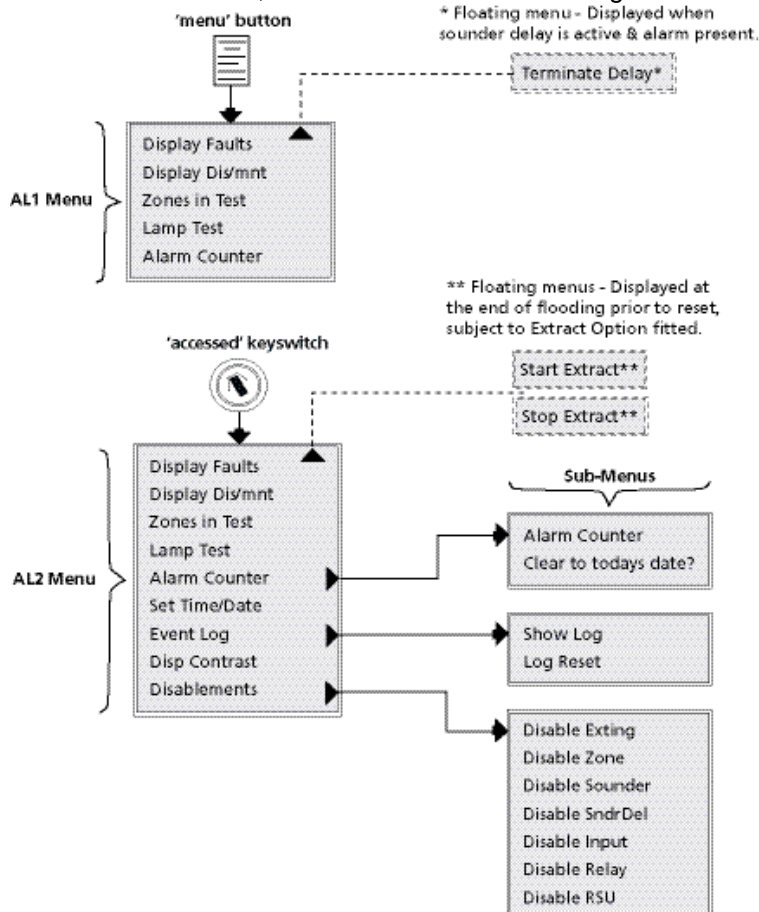 'menu' button
* Floating menu - Displayed when
sounder delay is active & alarm present.
Terminate Delay*
AL1 Menu
Display Faults
Display Dis/mnt
Zones in Test
Lamp Test
Alarm Counter
** Floating menus - Displayed at
the end of flooding prior to reset,
subject to Extract Option fitted.
'accessed' keyswitch
Start Extract**
Stop Extract**
Sub-Menus
AL2 Menu
Display Faults
Display Dis/mnt
Zones in Test
Lamp Test
Alarm Counter
Set Time/Date
Event Log
Disp Contrast
Disablements
Alarm Counter
Clear to todays date?
Show Log
Log Reset
Disable Exting
Disable Zone
Disable Sounder
Disable SndrDel
Disable Input
Disable Relay
Disable RSU